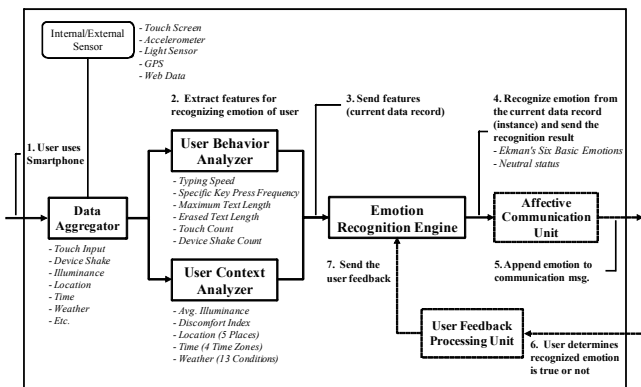 Internal/External
Sensor
- Touch Screen
- Accelerometer
- Light Sensor
- GPS
- Web Data
1. User uses
Smartphone
Data
Aggregator
- Touch Input
- Device Shake
- Illuminance
- Location
- Time
- Weather
- Etc.
2. Extract features for
recognizing emotion of user
User Behavior
Analyzer
- Typing Speed
- Specific Key Press Frequency
- Maximum Text Length
- Erased Text Length
- Touch Count
- Device Shake Count
User Context
Analyzer
- Avg. Illuminance
- Discomfort Index
- Location (5 Places)
- Time (4 Time Zones)
- Weather (13 Conditions)
3. Send features
(current data record)
Emotion
Recognition Engine
4. Recognize emotion from
the current data record
(instance) and send the
recognition result
- Ekman's Six Basic Emotions
- Neutral status
Affective
Communication
Unit
5. Append emotion to
communication msg.
7. Send the
user feedback
User Feedback
Processing Unit
6. User determines
recognized emotion
is true or not